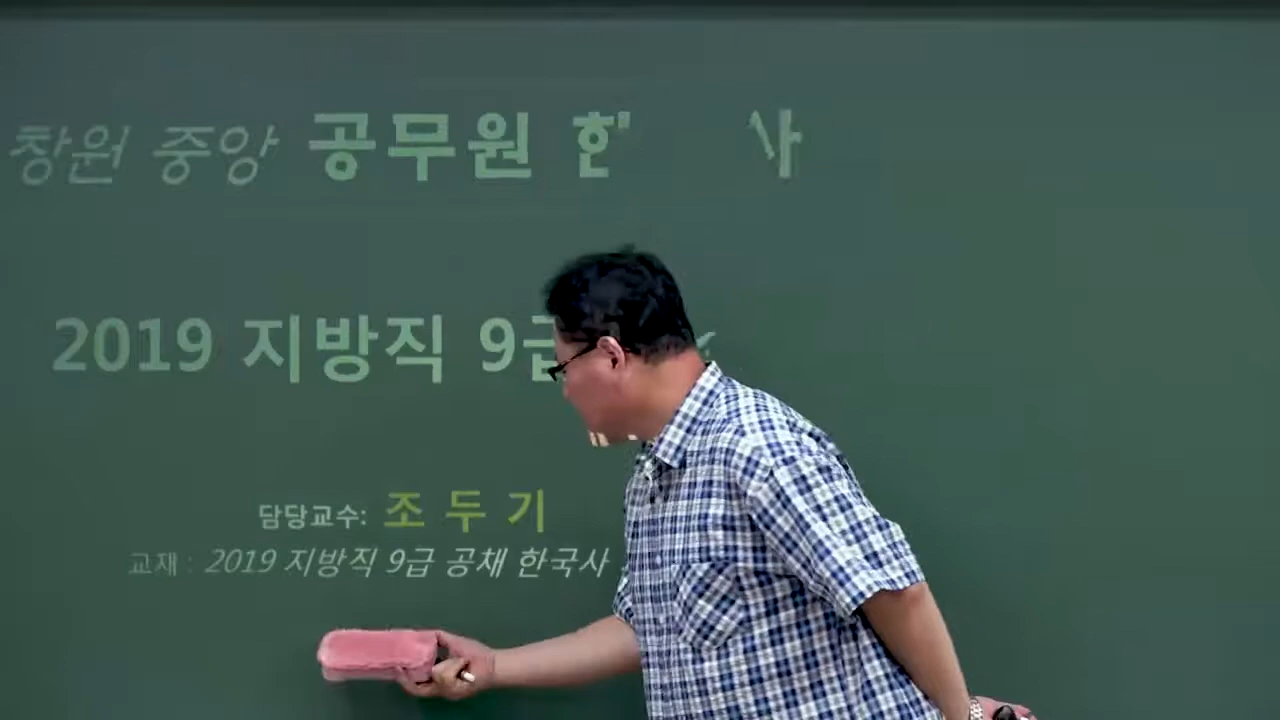 창원 중앙 공무원
2019 지방직 9급
담당교수: 조 두 기
교재 : 2019 지방직 9급 공채 한국사